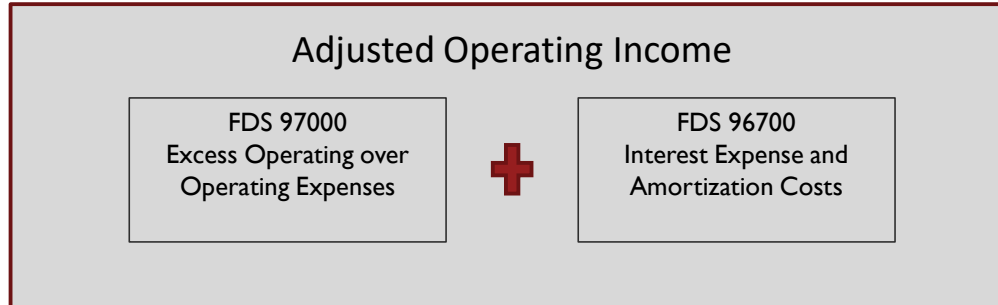 Adjusted Operating Income
FDS 97000
Excess Operating over
Operating Expenses
FDS 96700
Interest Expense and
Amortization Costs